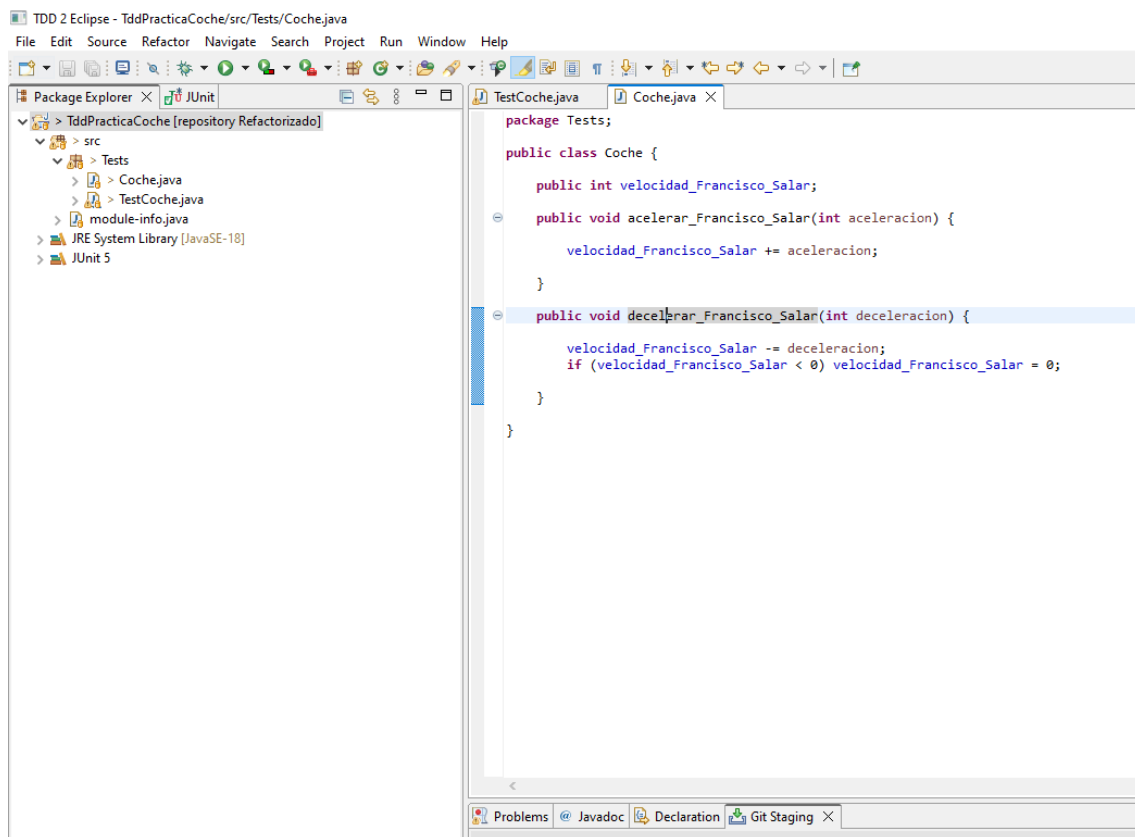 TDD 2 Eclipse - TddPracticaCoche/src/Tests/Coche.java
File Edit Source Refactor Navigate Search Project Run Window Help
Package Explorer JUnit
TestCoche.java Coche.java
> TddPracticaCoche [repository Refactorizado]
> src
> Tests
> Coche.java
> TestCoche.java
module-info.java
JRE System Library [JavaSE-18]
JUnit 5
package Tests;
public class Coche {
public int velocidad_Francisco_Salar;
public void acelerar_Francisco_Salar(int aceleracion) {
velocidad_Francisco_Salar += aceleracion;
}
public void decelerar_Francisco_Salar(int deceleracion) {
velocidad_Francisco_Salar -= deceleracion;
if (velocidad_Francisco_Salar < 0) velocidad_Francisco_Salar = 0;
}
}
Problems @ Javadoc Declaration Git Staging